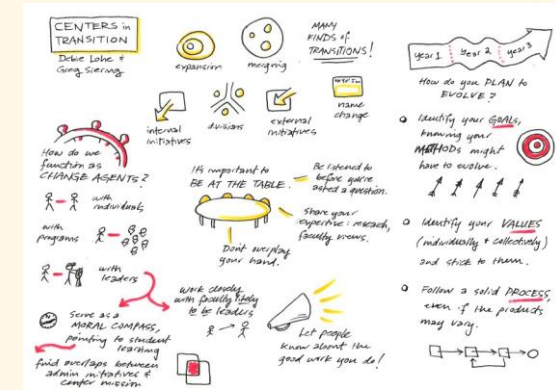 CENTERS in
TRANSITION
Debie Lohe &
Greg Siering
expansion
merging
MANY
KINDS of
TRANSITIONS!
internal
initiatives
divisions
external
initiatives
name
change
How do we
function as
CHANGE AGENTS?
with
individuals
with
programs
with
leaders
Serve as a
MORAL COMPASS,
pointing to student
learning
find overlaps between
admin initiatives &
center mission
It's important to
BE AT THE TABLE.
Be listened to
before you're
asked a question.
Share your
expertise: research,
faculty views.
Don't overplay
your hand.
Work closely
with faculty likely
to be leaders
Let people
know about the
good work you do!
year 1
year 2
year 3
How do you PLAN to
EVOLVE?
Identify your GOALS,
knowing your
METHODs might
have to evolve.
Identify your VALUES
(individually & collectively)
and stick to them.
Follow a solid PROCESS,
even if the products
may vary.